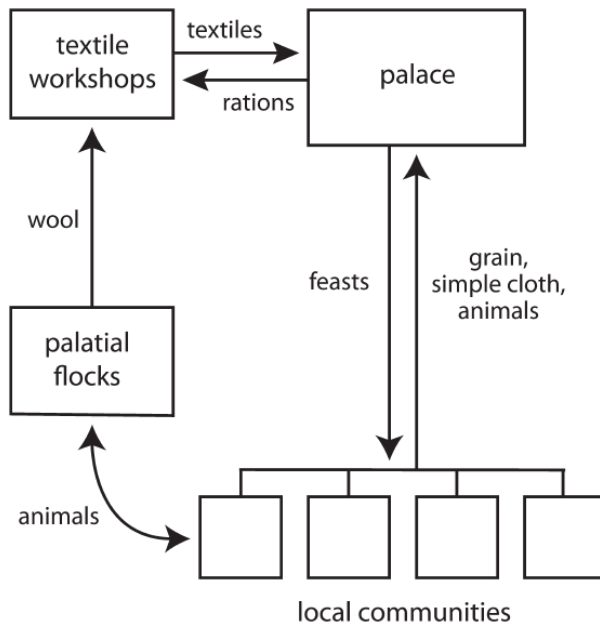 textile
workshops
textiles
rations
palace
wool
feasts
grain,
simple cloth,
animals
palatial
flocks
animals
local communities